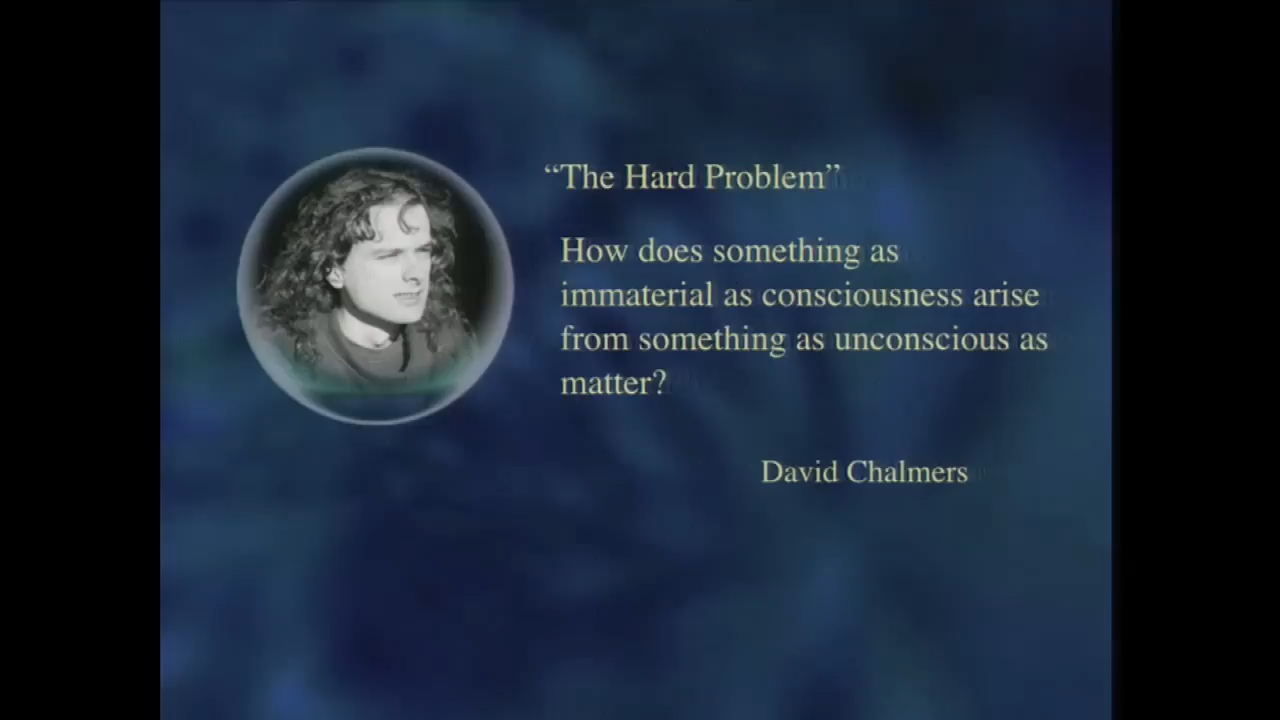 “The Hard Problem”
How does something as
immaterial as consciousness arise
from something as unconscious as
matter?
David Chalmers